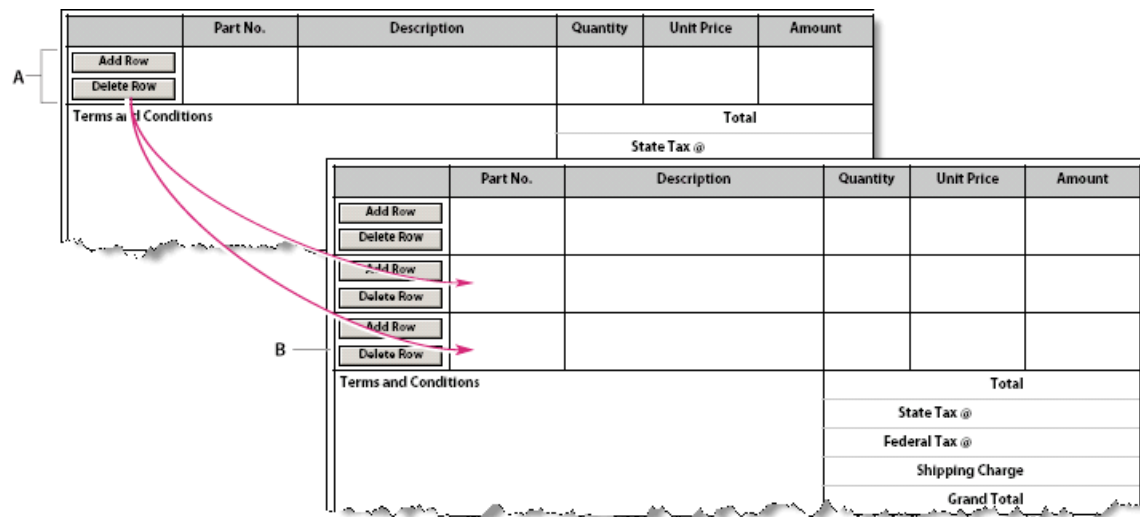 Part No. Description Quantity Unit Price Amount
A
Add Row
Delete Row
Terms and Conditions Total
State Tax @
Part No. Description Quantity Unit Price Amount
Add Row
Delete Row
Add Row
Delete Row
Add Row
B
Delete Row
Terms and Conditions Total
State Tax @
Federal Tax @
Shipping Charge
Grand Total